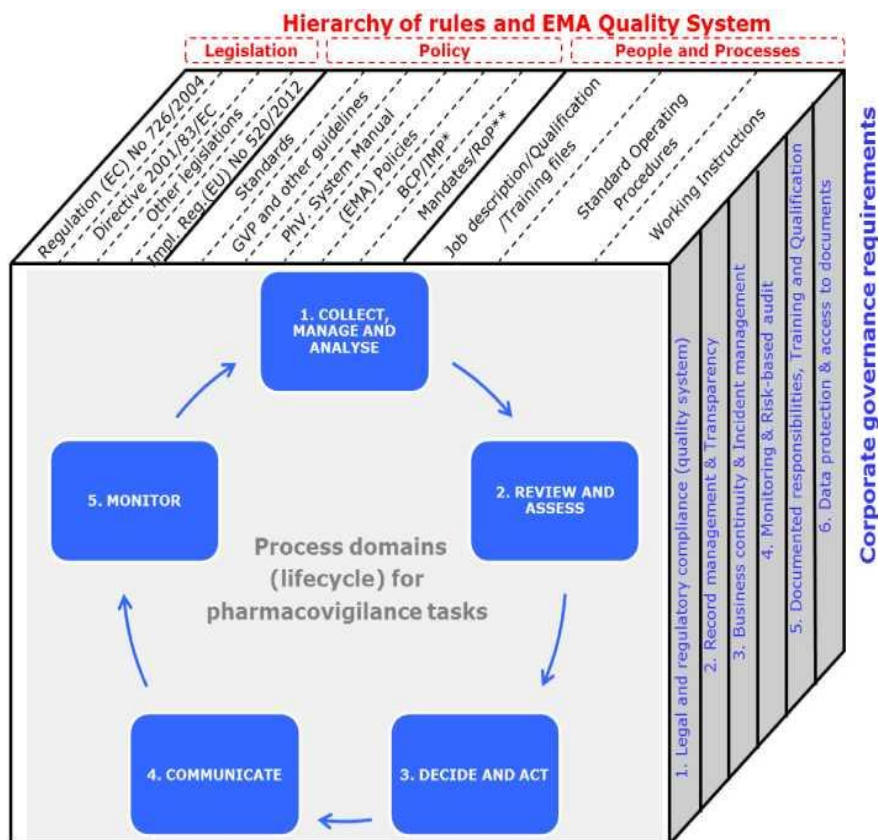 Hierarchy of rules and EMA Quality System
Legislation
Policy
People and Processes
Regulation (EC) No 726/2004
Directive 2001/83/EC
Other legislations
Impl. Reg.(EU) No 520/2012
Standards
GVP and other guidelines
PhV. System Manual
(EMA) Policies
BCP/IMP*
Mandates/RoP**
Job description/Qualification
/Training files
Standard Operating
Procedures
Working Instructions
1. COLLECT,
MANAGE AND
ANALYSE
2. REVIEW AND
ASSESS
3. DECIDE AND ACT
4. COMMUNICATE
5. MONITOR
Process domains
(lifecycle) for
pharmacovigilance tasks
1. Legal and regulatory compliance (quality system)
2. Record management & Transparency
3. Business continuity & Incident management
4. Monitoring & Risk-based audit
5. Documented responsibilities, Training and Qualification
6. Data protection & access to documents
Corporate governance requirements